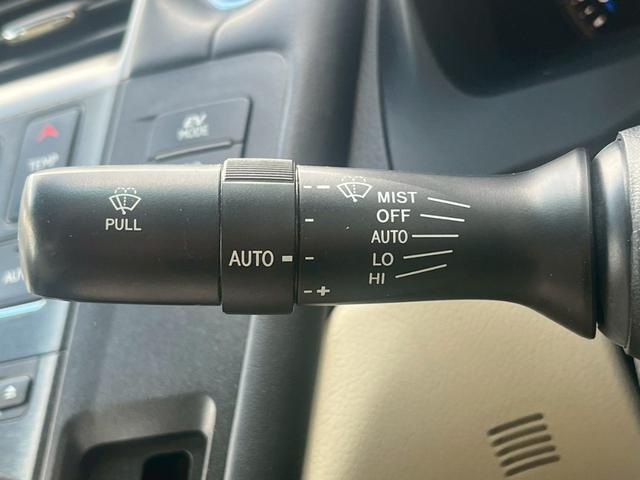 EV
MODE
TEMP
PULL
AUTO
MIST
OFF
AUTO
LO
HI
- +